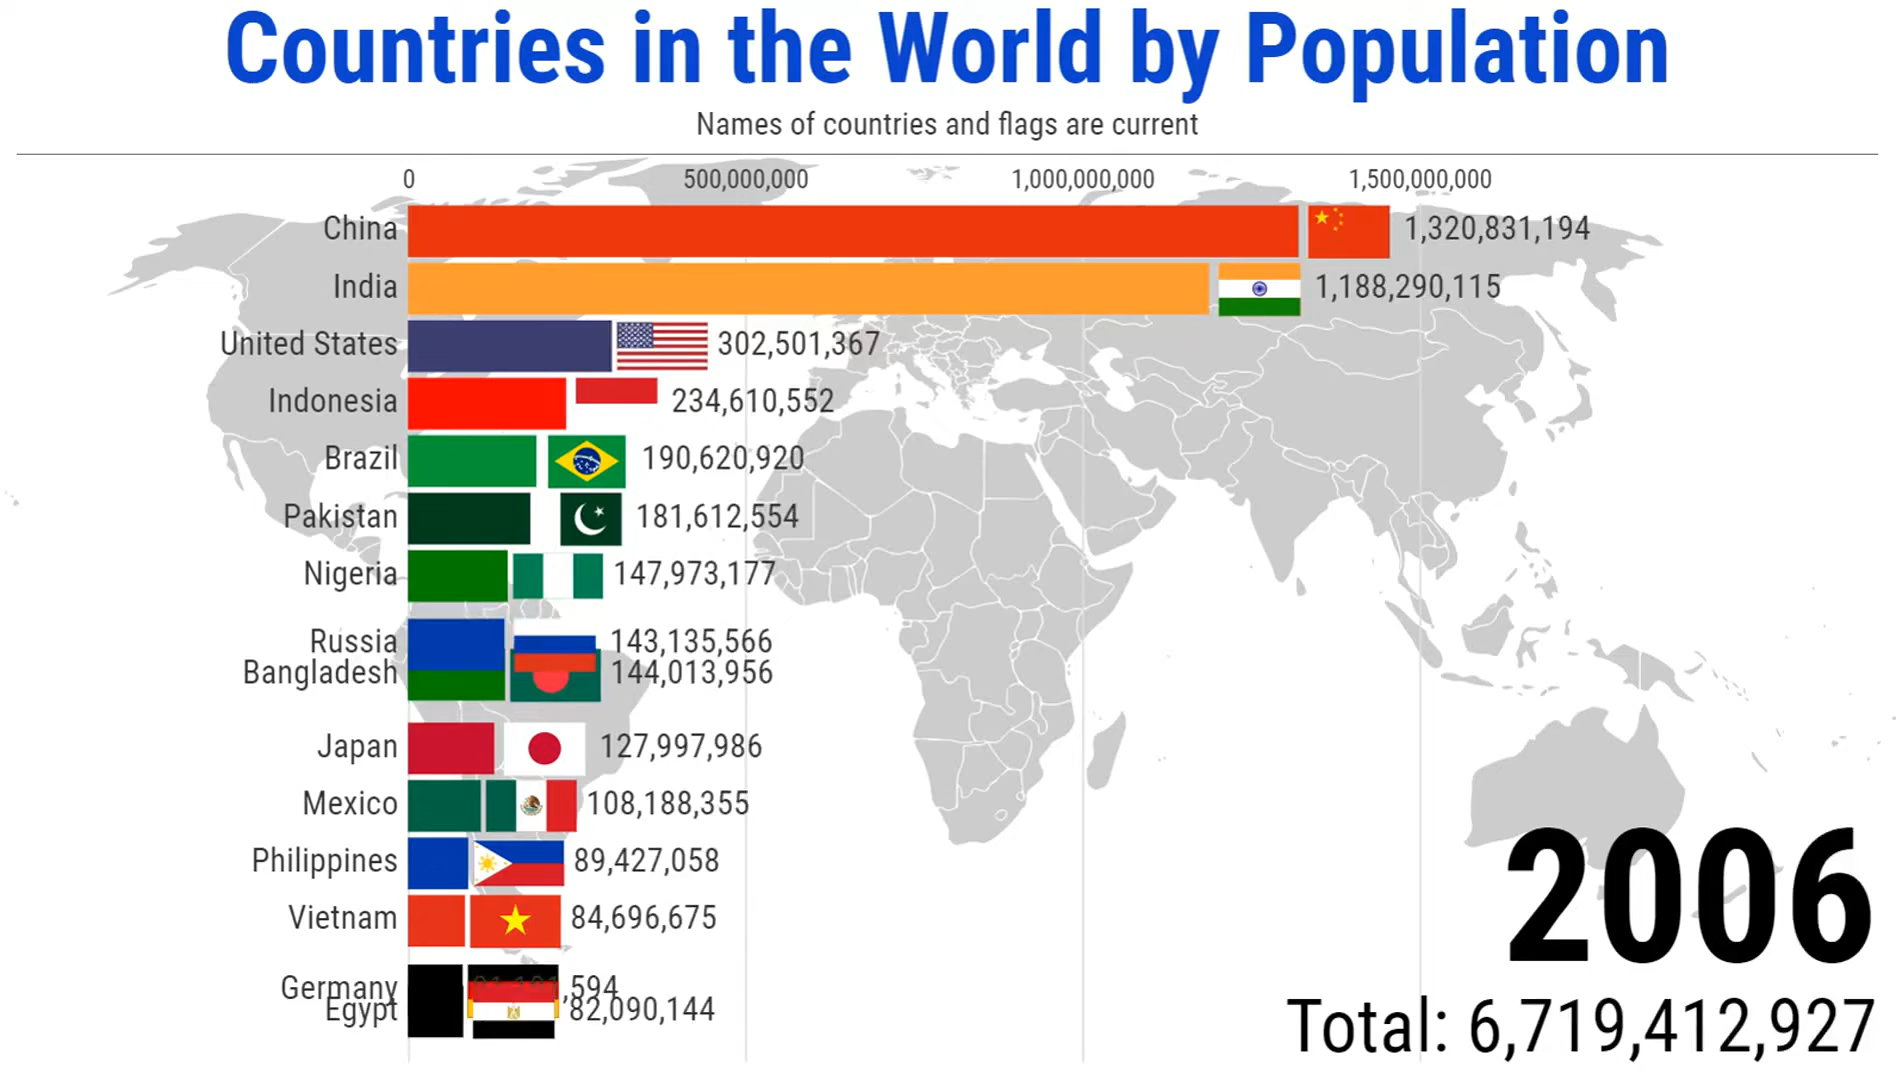 Countries in the World by Population
Names of countries and flags are current
0 500,000,000 1,000,000,000 1,500,000,000
China 1,320,831,194
India 1,188,290,115
United States 302,501,367
Indonesia 234,610,552
Brazil 190,620,920
Pakistan 181,612,554
Nigeria 147,973,177
Russia 143,135,566
Bangladesh 144,013,956
Japan 127,997,986
Mexico 108,188,355
Philippines 89,427,058
Vietnam 84,696,675
Germany ,594
Egypt 82,090,144
2006
Total: 6,719,412,927